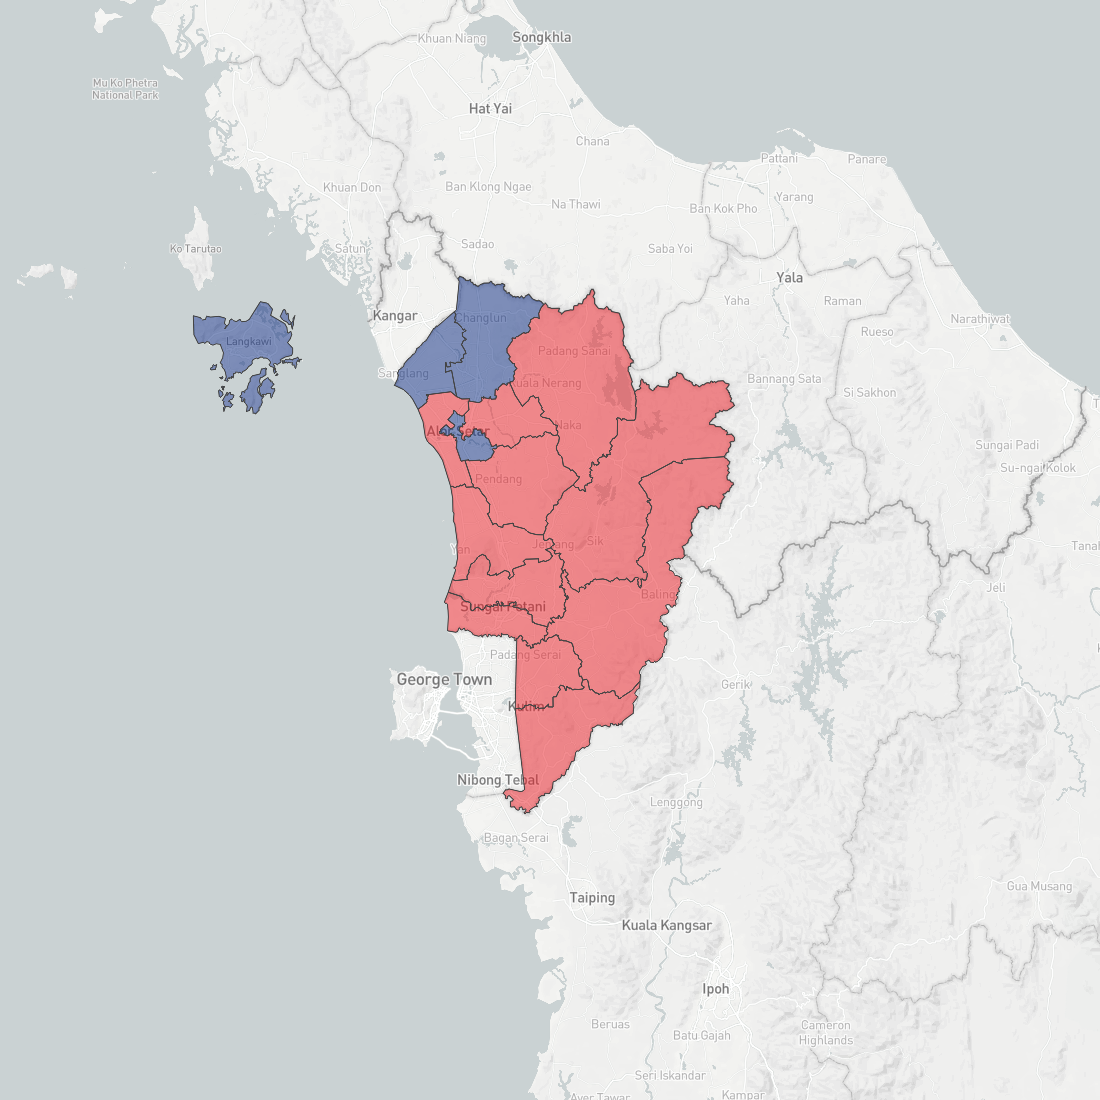 Khuan Niang
Songkhla
Mu Ko Phetra
National Park
Hat Yai
Chana
Pattani
Panare
Khuan Don
Ban Klong Ngae
Na Thawi
Ban Kok Pho
Yarang
Ko Tarutao
Satun
Sadao
Saba Yoi
Yala
Yaha
Raman
Kangar
Changlun
Rueso
Narathiwat
Langkawi
Padang Sanai
Sanglang
Kuala Nerang
Bannang Sata
Si Sakhon
Alor Setar
Naka
Sungai Padi
Su-ngai Kolok
Pendang
Yan
Jeniang
Sik
Tanah
Jeli
Baling
Sungai Petani
Padang Serai
George Town
Gerik
Kulim
Nibong Tebal
Lenggong
Bagan Serai
Taiping
Gua Musang
Kuala Kangsar
Ipoh
Beruas
Batu Gajah
Cameron
Highlands
Seri Iskandar
Ayer Tawar
Kampar